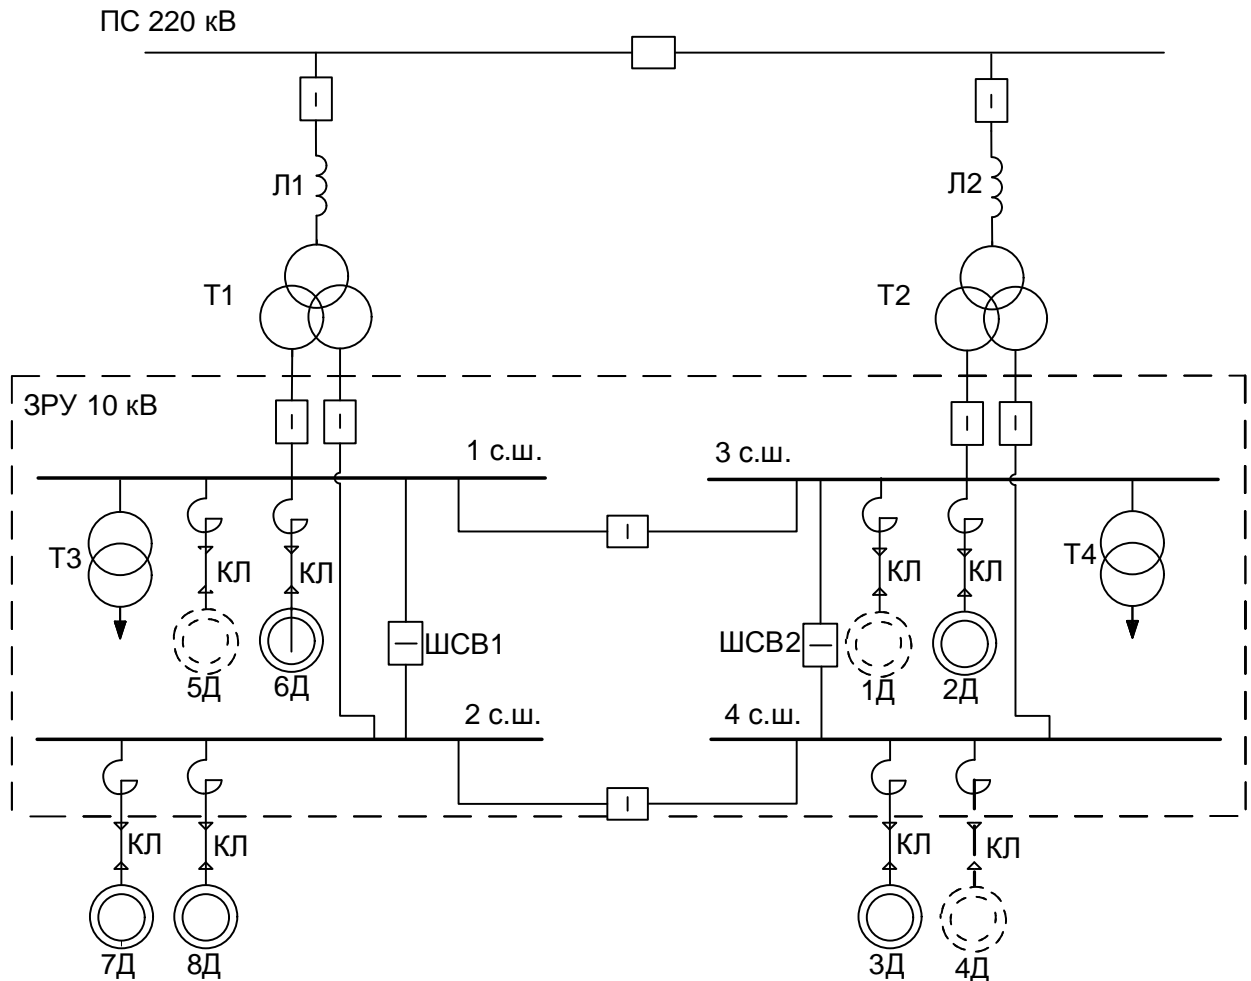 ПС 220 кВ
Л1
Л2
Т1
Т2
ЗРУ 10 кВ
1 с.ш.
3 с.ш.
Т3
КЛ
КЛ
КЛ
КЛ
Т4
ШСВ1
ШСВ2
5Д
6Д
1Д
2Д
2 с.ш.
4 с.ш.
КЛ
КЛ
КЛ
КЛ
7Д
8Д
3Д
4Д